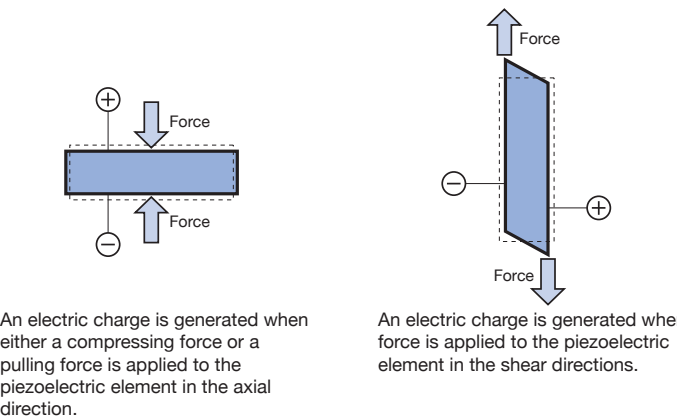 Force
Force
+
−
Force
−
+
Force
An electric charge is generated when
either a compressing force or a
pulling force is applied to the
piezoelectric element in the axial
direction.
An electric charge is generated whe
force is applied to the piezoelectric
element in the shear directions.